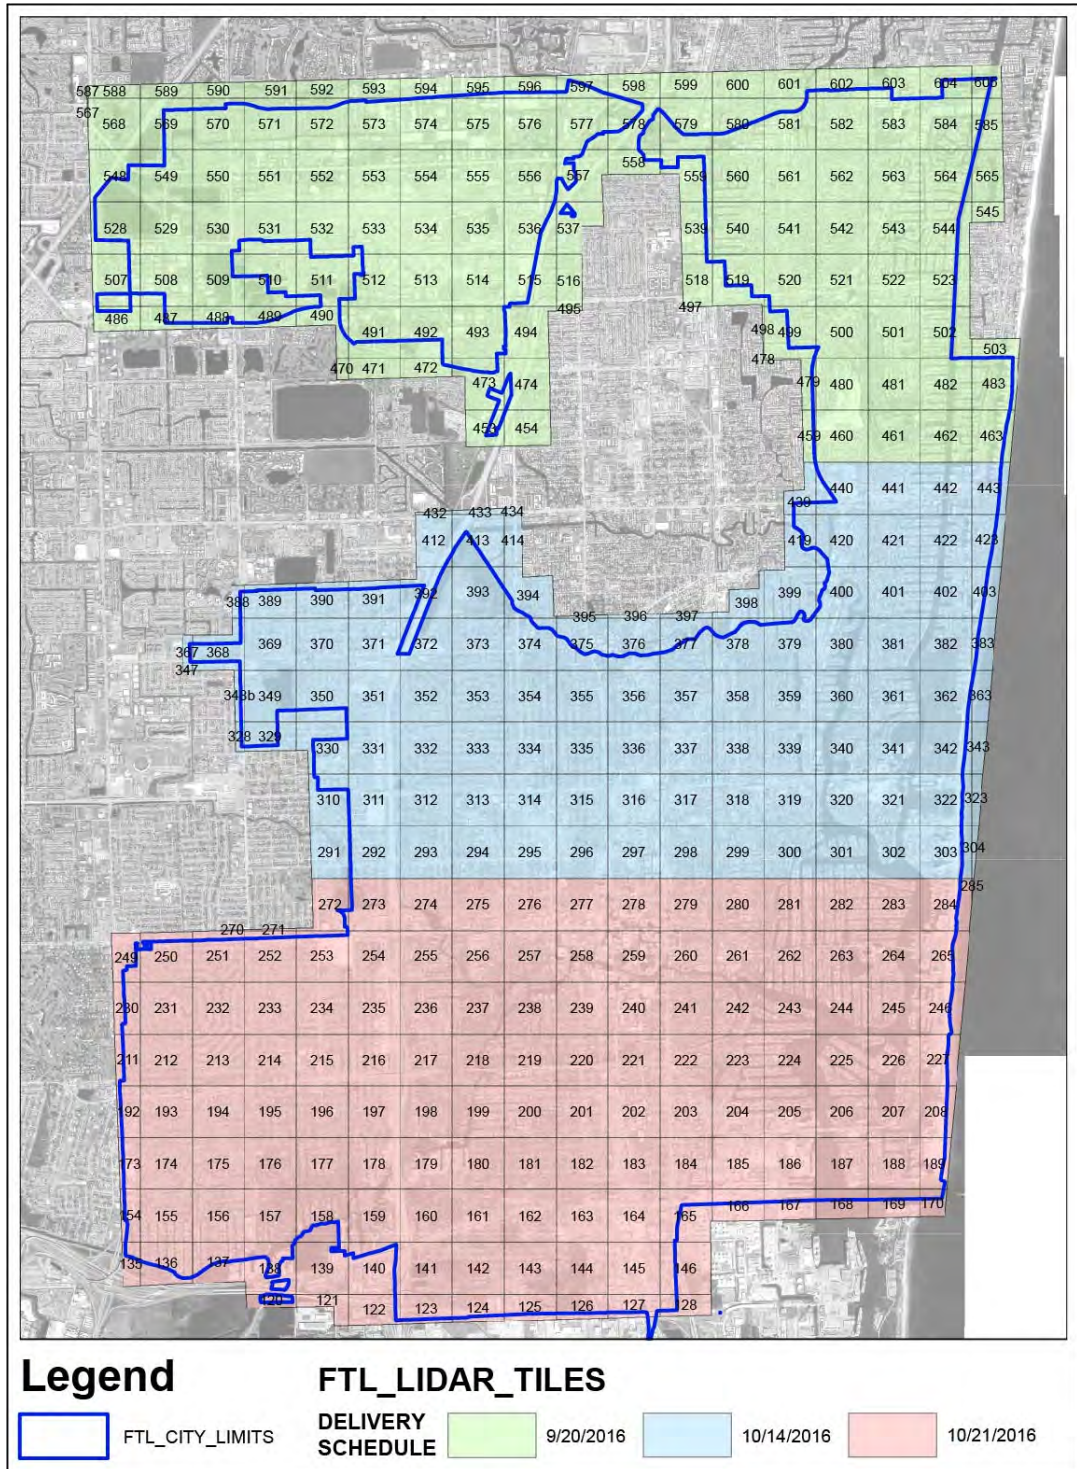 587 588 589 590 591 592 593 594 595 596 597 598 599 600 601 602 603 604 605
567 568 569 570 571 572 573 574 575 576 577 578 579 580 581 582 583 584 585
548 549 550 551 552 553 554 555 556 557 558 559 560 561 562 563 564 565
528 529 530 531 532 533 534 535 536 537 539 540 541 542 543 544 545
507 508 509 510 511 512 513 514 515 516 518 519 520 521 522 523
486 487 488 489 490 491 492 493 494 495 497 498 499 500 501 502 503
470 471 472 473 474 478 479 480 481 482 483
453 454 459 460 461 462 463
432 433 434 439 440 441 442 443
412 413 414 419 420 421 422 423
388 389 390 391 392 393 394 395 396 397 398 399 400 401 402 403
367 368 369 370 371 372 373 374 375 376 377 378 379 380 381 382 383
347 348b 349 350 351 352 353 354 355 356 357 358 359 360 361 362 363
328 329 330 331 332 333 334 335 336 337 338 339 340 341 342 343
310 311 312 313 314 315 316 317 318 319 320 321 322 323
291 292 293 294 295 296 297 298 299 300 301 302 303 304
270 271 272 273 274 275 276 277 278 279 280 281 282 283 284 285
249 250 251 252 253 254 255 256 257 258 259 260 261 262 263 264 265
230 231 232 233 234 235 236 237 238 239 240 241 242 243 244 245 246
211 212 213 214 215 216 217 218 219 220 221 222 223 224 225 226 227
192 193 194 195 196 197 198 199 200 201 202 203 204 205 206 207 208
173 174 175 176 177 178 179 180 181 182 183 184 185 186 187 188 189
154 155 156 157 158 159 160 161 162 163 164 165 166 167 168 169 170
135 136 137 138 139 140 141 142 143 144 145 146
120 121 122 123 124 125 126 127 128
Legend
FTL_CITY_LIMITS
FTL_LIDAR_TILES
DELIVERY
SCHEDULE
9/20/2016
10/14/2016
10/21/2016